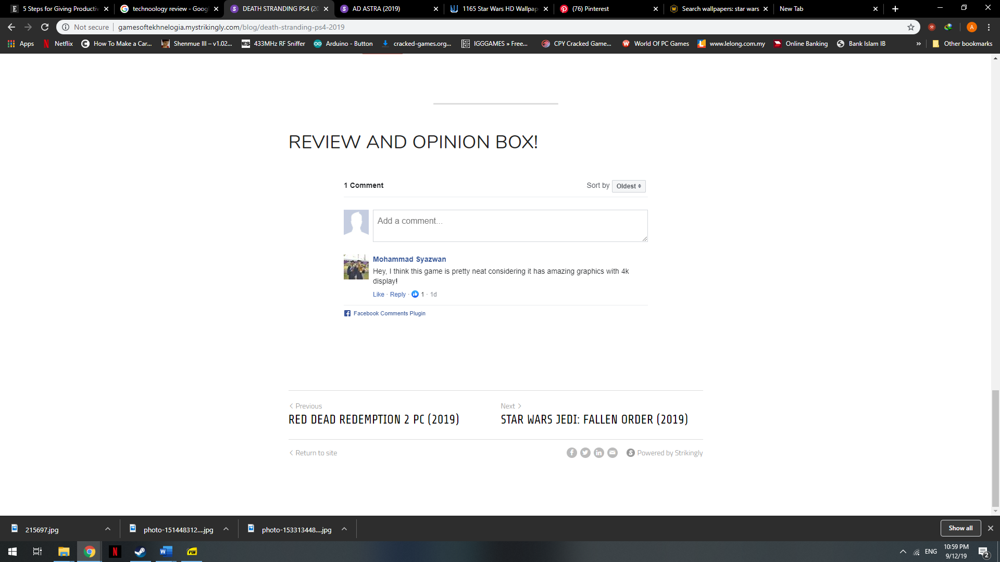 5 Steps for Giving Productiv
technoology review - Goog
DEATH STRANDING PS4 (20
AD ASTRA (2019)
1165 Star Wars HD Wallpap
(76) Pinterest
Search wallpapers: star wars
New Tab
Not secure
gamesoftekhnelogia.mystrikingly.com/blog/death-stranding-ps4-2019
A
Apps
Netflix
How To Make a Car...
Shenmue III – v1.02...
433MHz RF Sniffer
Arduino - Button
cracked-games.org...
IGGGAMES » Free...
CPY Cracked Game...
World Of PC Games
www.lelong.com.my
Online Banking
Bank Islam IB
»
Other bookmarks
REVIEW AND OPINION BOX!
1 Comment
Sort by Oldest
Add a comment...
Mohammad Syazwan
Hey, I think this game is pretty neat considering it has amazing graphics with 4k
display!
Like · Reply · 1 · 1d
Facebook Comments Plugin
Previous
RED DEAD REDEMPTION 2 PC (2019)
Next
STAR WARS JEDI: FALLEN ORDER (2019)
Return to site
Powered by Strikingly
215697.jpg
photo-151448312....jpg
photo-153313448....jpg
Show all
PDF
ENG
10:59 PM
9/12/19
2